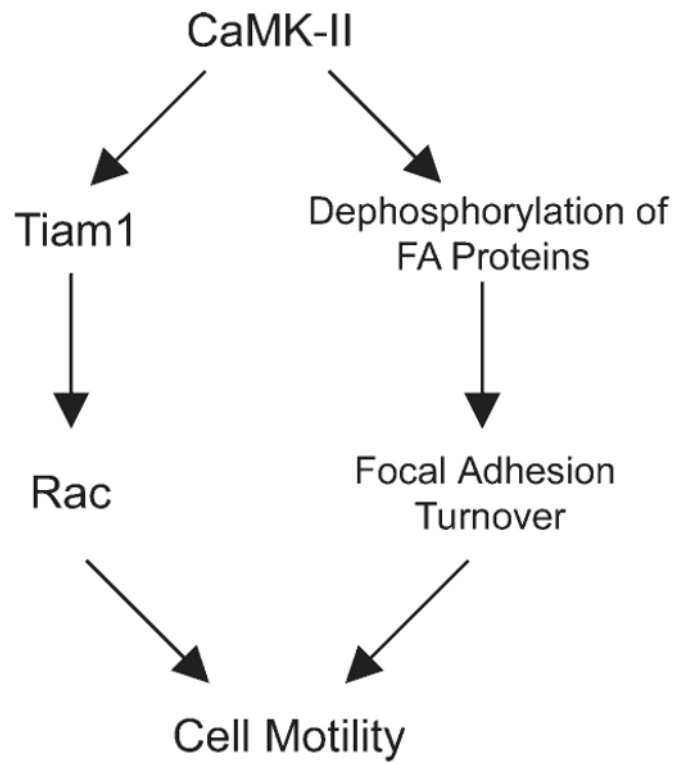 CaMK-II
Tiam1
Dephosphorylation of
FA Proteins
Rac
Focal Adhesion
Turnover
Cell Motility